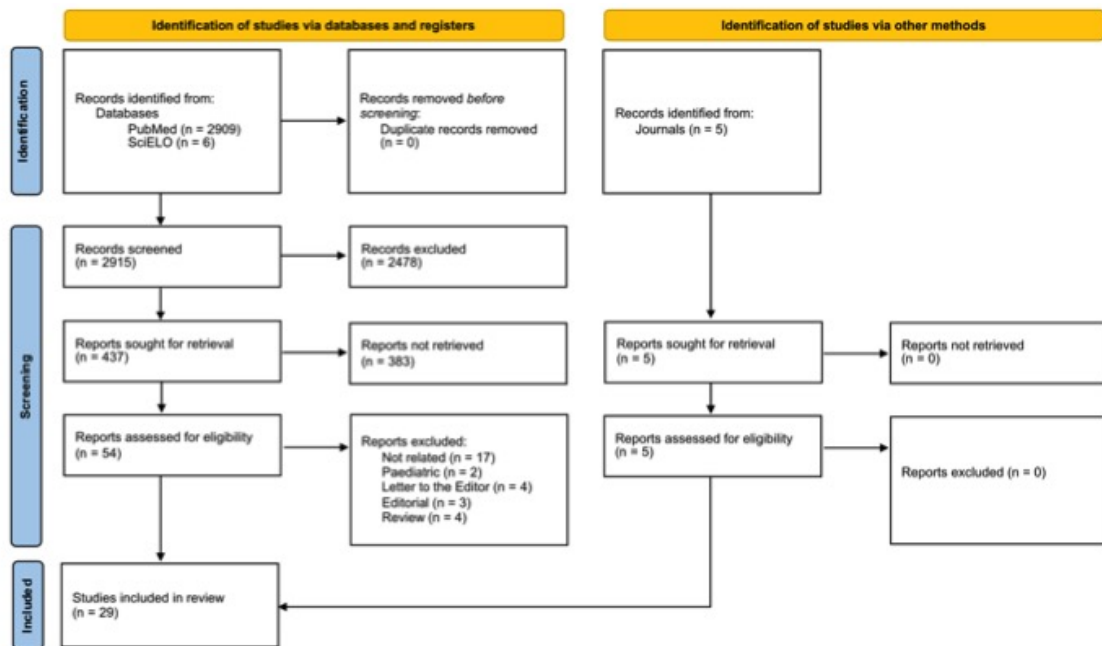 Identification of studies via databases and registers
Identification of studies via other methods
Identification
Records identified from:
Databases
PubMed (n = 2909)
SciELO (n = 6)
Records removed before
screening:
Duplicate records removed
(n = 0)
Records identified from:
Journals (n = 5)
Screening
Records screened
(n = 2915)
Records excluded
(n = 2478)
Reports sought for retrieval
(n = 437)
Reports not retrieved
(n = 383)
Reports sought for retrieval
(n = 5)
Reports not retrieved
(n = 0)
Reports assessed for eligibility
(n = 54)
Reports excluded:
Not related (n = 17)
Paediatric (n = 2)
Letter to the Editor (n = 4)
Editorial (n = 3)
Review (n = 4)
Reports assessed for eligibility
(n = 5)
Reports excluded (n = 0)
Included
Studies included in review
(n = 29)